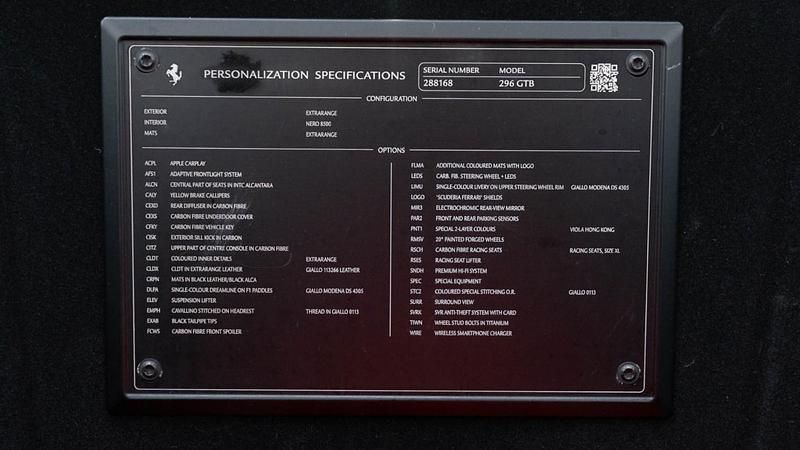 PERSONALIZATION SPECIFICATIONS
SERIAL NUMBER MODEL
288168 296 GTB
CONFIGURATION
EXTERIOR EXTRARANGE
INTERIOR NERO 8500
MATS EXTRARANGE
OPTIONS
ACPL APPLE CARPLAY
AFS1 ADAPTIVE FRONTLIGHT SYSTEM
ALCN CENTRAL PART OF SEATS IN INTC ALCANTARA
CALY YELLOW BRAKE CALLIPERS
CEXD REAR DIFFUSER IN CARBON FIBRE
CEXS CARBON FIBRE UNDERDOOR COVER
CFKY CARBON FIBRE VEHICLE KEY
CISK EXTERIOR SILL KICK IN CARBON
CITZ UPPER PART OF CENTRE CONSOLE IN CARBON FIBRE
CLDT COLOURED INNER DETAILS EXTRARANGE
CLDX CLDT IN EXTRARANGE LEATHER GIALLO 113266 LEATHER
CRPN MATS IN BLACK LEATHER/BLACK ALCA
DLPA SINGLE-COLOUR DREAMLINE ON F1 PADDLES GIALLO MODENA DS 4305
ELEV SUSPENSION LIFTER
EMPH CAVALLINO STITCHED ON HEADREST THREAD IN GIALLO 0113
EXAB BLACK TAILPIPE TIPS
FCWS CARBON FIBRE FRONT SPOILER
FLMA ADDITIONAL COLOURED MATS WITH LOGO
LEDS CARB. FIB. STEERING WHEEL + LEDS
LIMU SINGLE-COLOUR LIVERY ON UPPER STEERING WHEEL RIM GIALLO MODENA DS 4305
LOGO "SCUDERIA FERRARI" SHIELDS
MIR3 ELECTROCHROMIC REAR-VIEW MIRROR
PAR2 FRONT AND REAR PARKING SENSORS
PNT1 SPECIAL 2-LAYER COLOURS VIOLA HONG KONG
RMSV 20" PAINTED FORGED WHEELS
RSCH CARBON FIBRE RACING SEATS RACING SEATS, SIZE XL
RSES RACING SEAT LIFTER
SNDH PREMIUM HI-FI SYSTEM
SPEC SPECIAL EQUIPMENT
STC2 COLOURED SPECIAL STITCHING O.R. GIALLO 0113
SURR SURROUND VIEW
SVRX SVR ANTI-THEFT SYSTEM WITH CARD
TIWN WHEEL STUD BOLTS IN TITANIUM
WIRE WIRELESS SMARTPHONE CHARGER